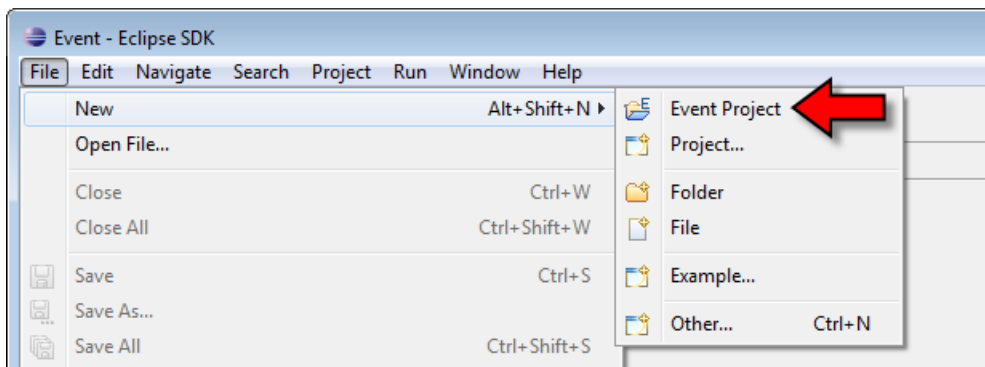 Event - Eclipse SDK
File Edit Navigate Search Project Run Window Help
New Alt+Shift+N
Open File...
Close Ctrl+W
Close All Ctrl+Shift+W
Save Ctrl+S
Save As...
Save All Ctrl+Shift+S
Event Project
Project...
Folder
File
Example...
Other... Ctrl+N